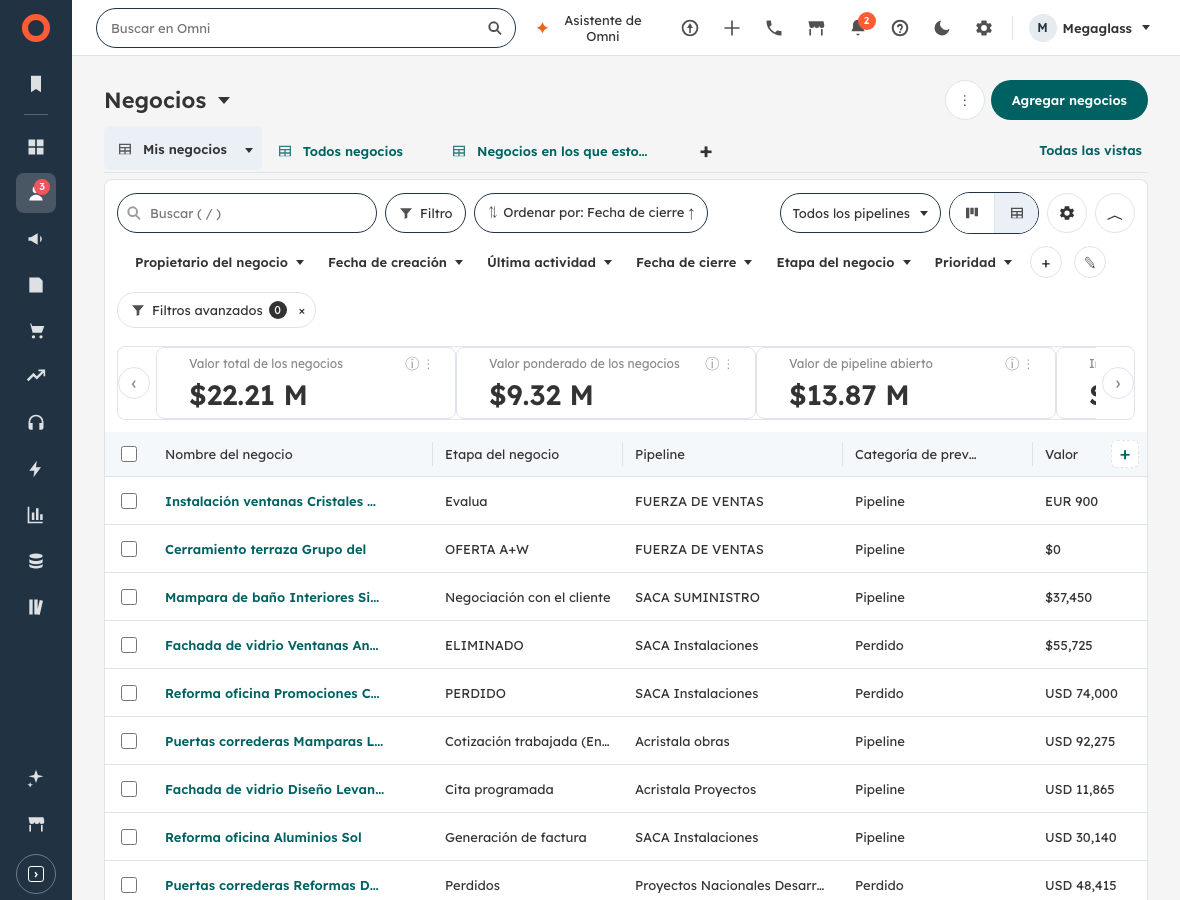 Buscar en Omni
Asistente de
Omni
2
M
Megaglass
3
Negocios
Agregar negocios
Mis negocios
Todos negocios
Negocios en los que esto...
Todas las vistas
Buscar ( / )
Filtro
Ordenar por: Fecha de cierre ↑
Todos los pipelines
Propietario del negocio
Fecha de creación
Última actividad
Fecha de cierre
Etapa del negocio
Prioridad
+
Filtros avanzados 0 ×
Valor total de los negocios
$22.21 M
Valor ponderado de los negocios
$9.32 M
Valor de pipeline abierto
$13.87 M
Nombre del negocio
Etapa del negocio
Pipeline
Categoría de prev...
Valor
+
Instalación ventanas Cristales ...
Evalua
FUERZA DE VENTAS
Pipeline
EUR 900
Cerramiento terraza Grupo del
OFERTA A+W
FUERZA DE VENTAS
Pipeline
$0
Mampara de baño Interiores Si...
Negociación con el cliente
SACA SUMINISTRO
Pipeline
$37,450
Fachada de vidrio Ventanas An...
ELIMINADO
SACA Instalaciones
Perdido
$55,725
Reforma oficina Promociones C...
PERDIDO
SACA Instalaciones
Perdido
USD 74,000
Puertas correderas Mamparas L...
Cotización trabajada (En...
Acristala obras
Pipeline
USD 92,275
Fachada de vidrio Diseño Levan...
Cita programada
Acristala Proyectos
Pipeline
USD 11,865
Reforma oficina Aluminios Sol
Generación de factura
SACA Instalaciones
Pipeline
USD 30,140
Puertas correderas Reformas D...
Perdidos
Proyectos Nacionales Desarr...
Perdido
USD 48,415